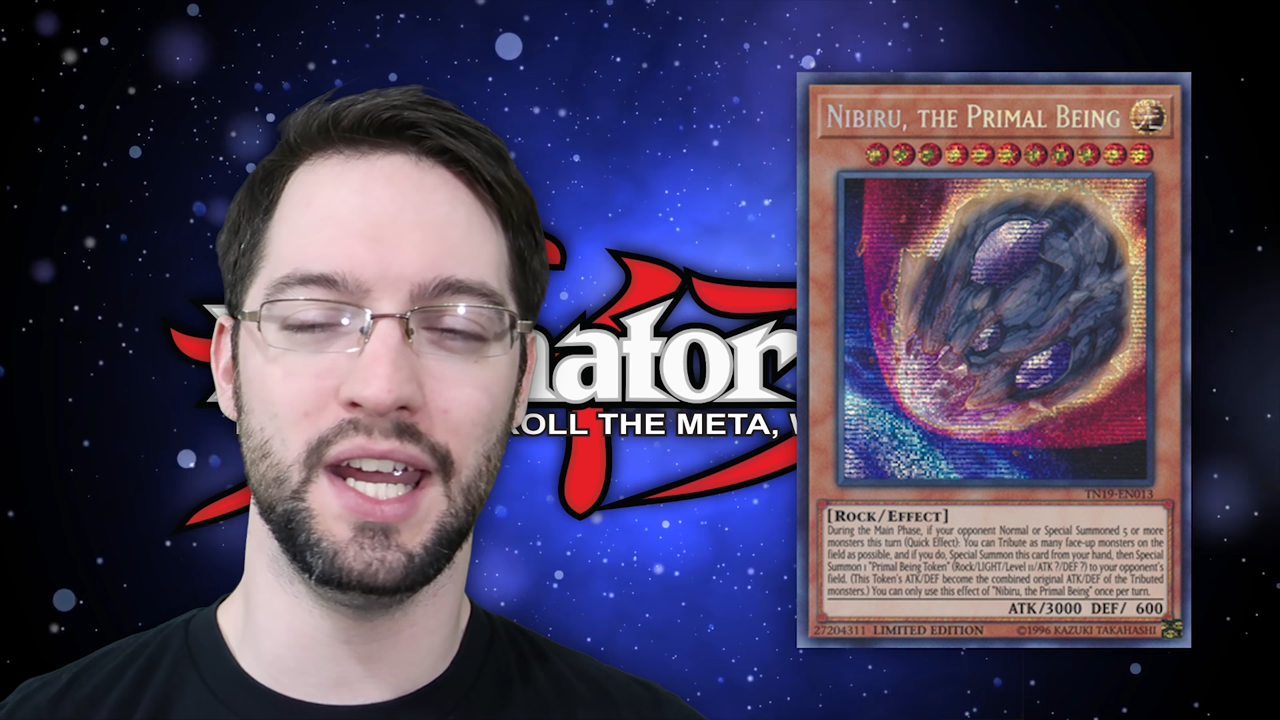 nator
ROLL THE META, W
NIBIRU, THE PRIMAL BEING
TN19-EN013
[ROCK/EFFECT]
During the Main Phase, if your opponent Normal or Special Summoned 5 or more
monsters this turn (Quick Effect): You can Tribute as many face-up monsters on the
field as possible, and if you do, Special Summon this card from your hand, then Special
Summon 1 "Primal Being Token" (Rock/LIGHT/Level 11/ATK ?/DEF ?) to your opponent's
field. (This Token's ATK/DEF become the combined original ATK/DEF of the Tributed
monsters.) You can only use this effect of "Nibiru, the Primal Being" once per turn.
ATK/3000 DEF/ 600
27204311 LIMITED EDITION ©1996 KAZUKI TAKAHASHI